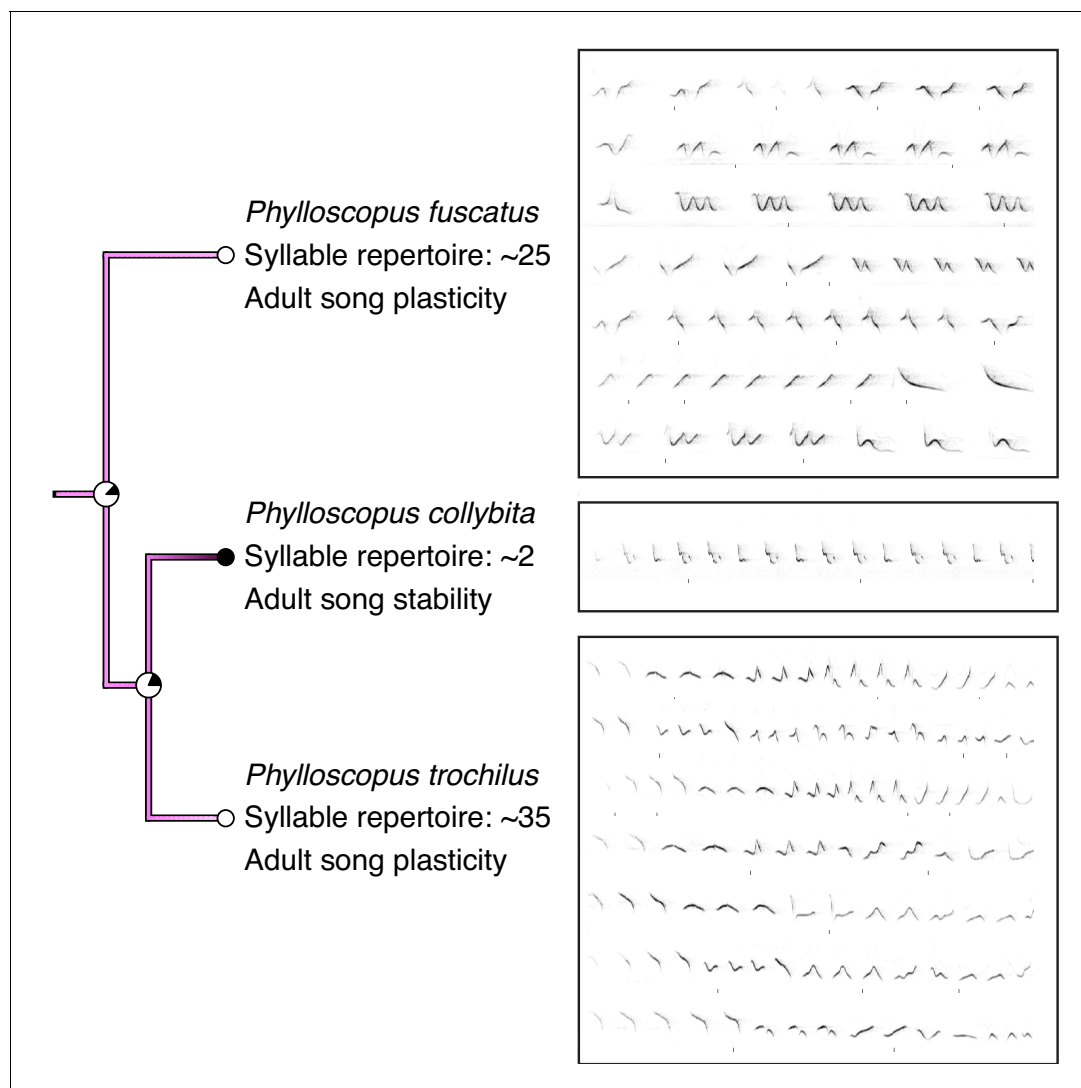 Phylloscopus fuscatus
Syllable repertoire: ~25
Adult song plasticity
Phylloscopus collybita
Syllable repertoire: ~2
Adult song stability
Phylloscopus trochilus
Syllable repertoire: ~35
Adult song plasticity